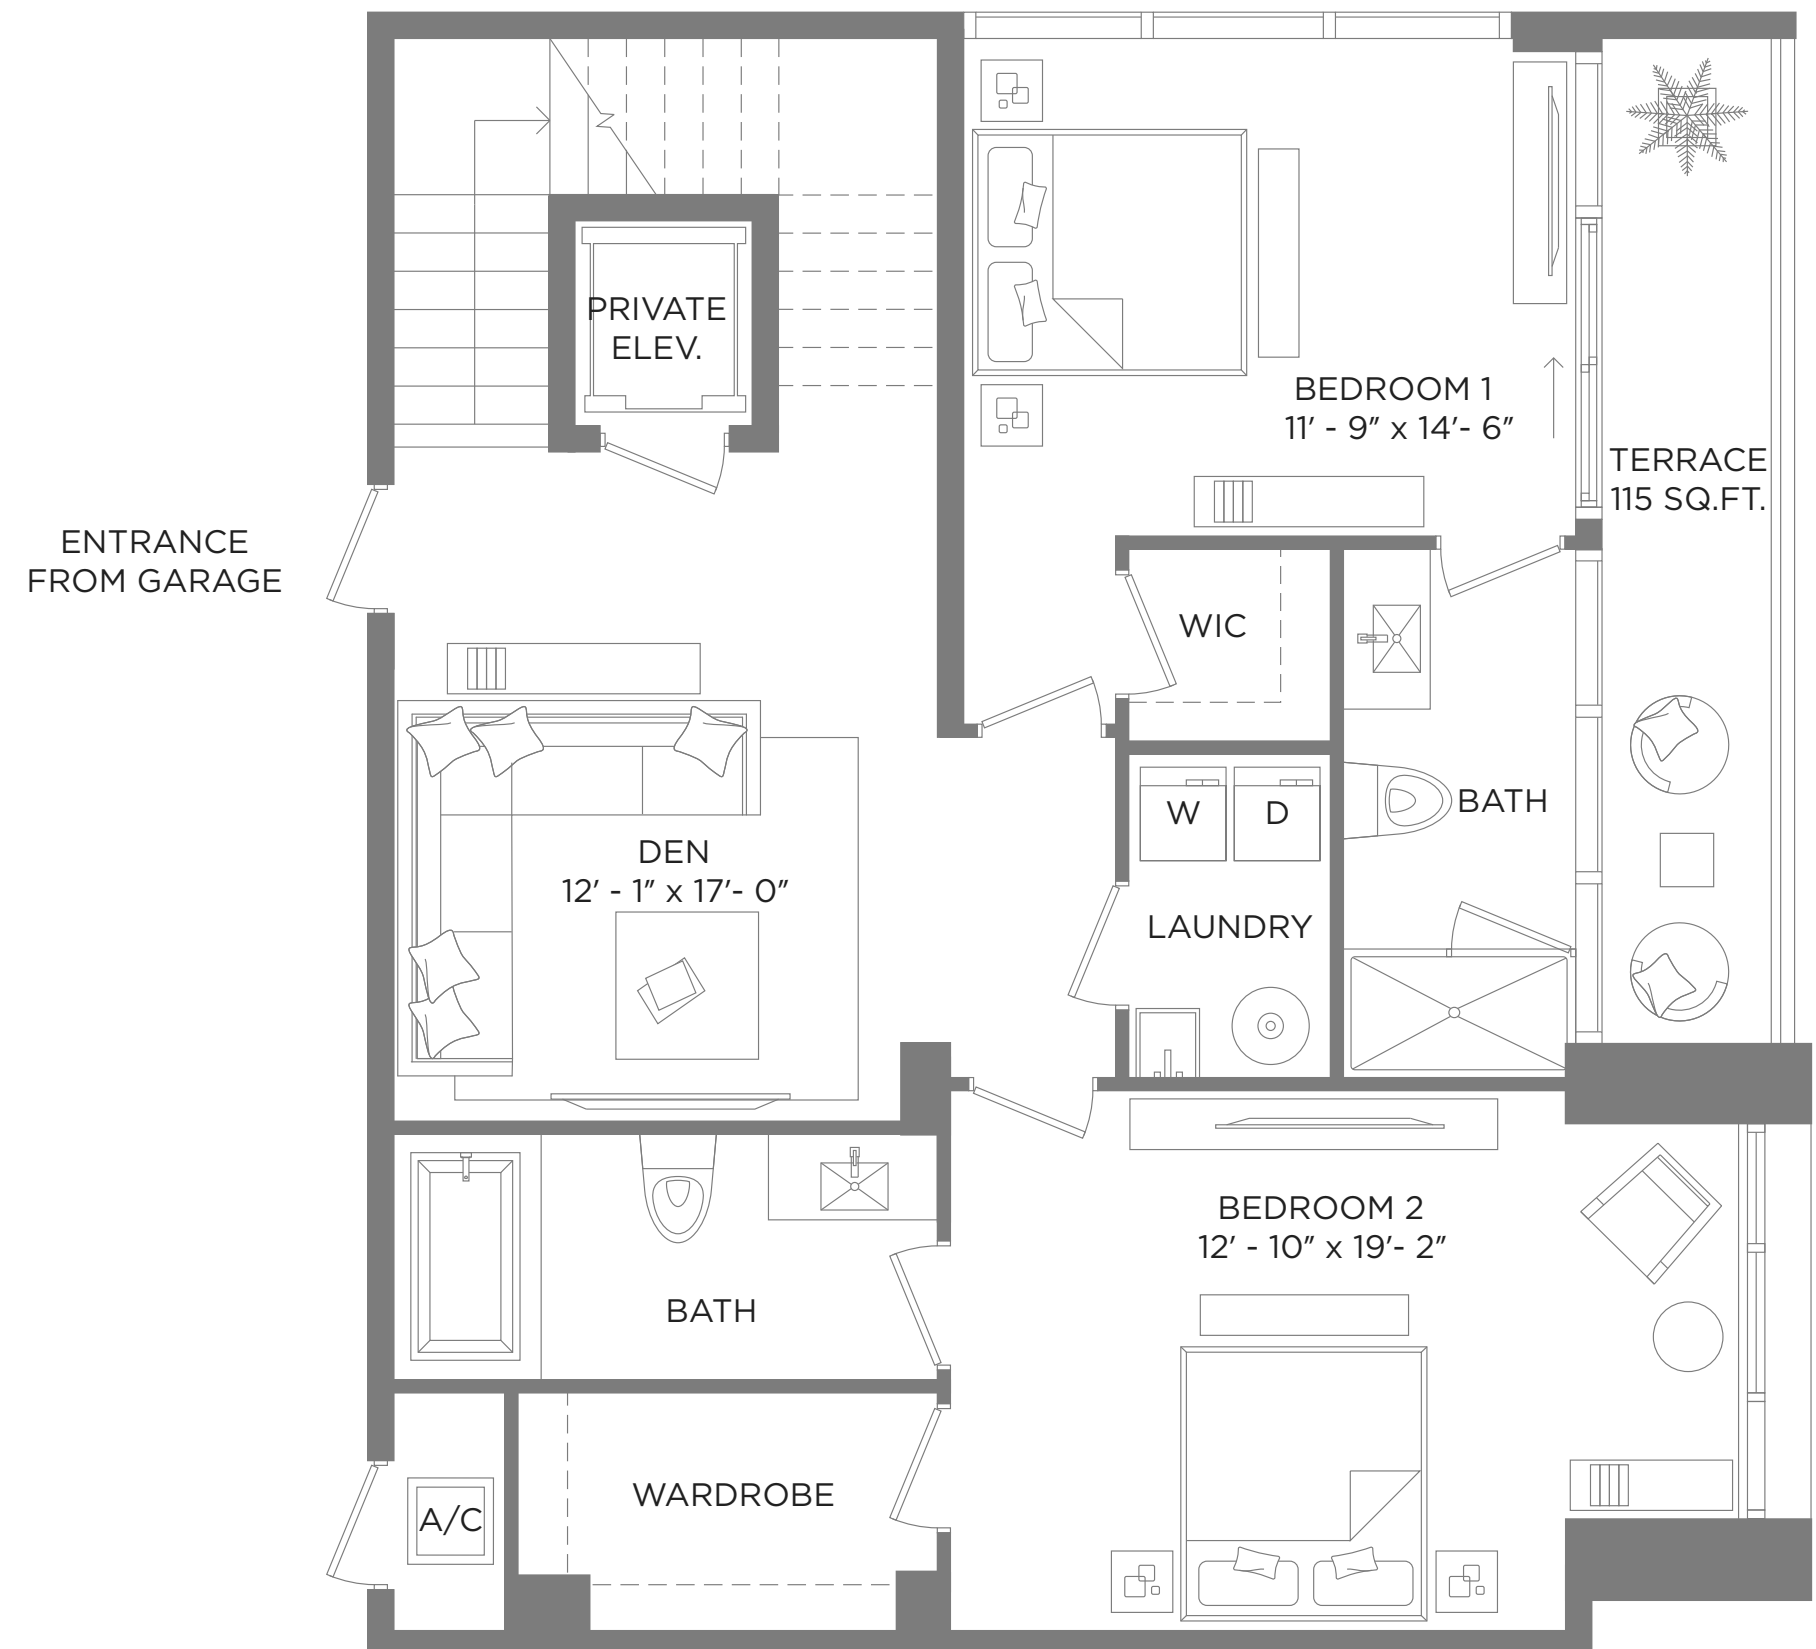 PRIVATE
ELEV.
BEDROOM 1
11' - 9" x 14'- 6"
TERRACE
115 SQ.FT.
ENTRANCE
FROM GARAGE
WIC
W
D
BATH
DEN
12' - 1" x 17'- 0"
LAUNDRY
BEDROOM 2
12' - 10" x 19'- 2"
BATH
WARDROBE
A/C